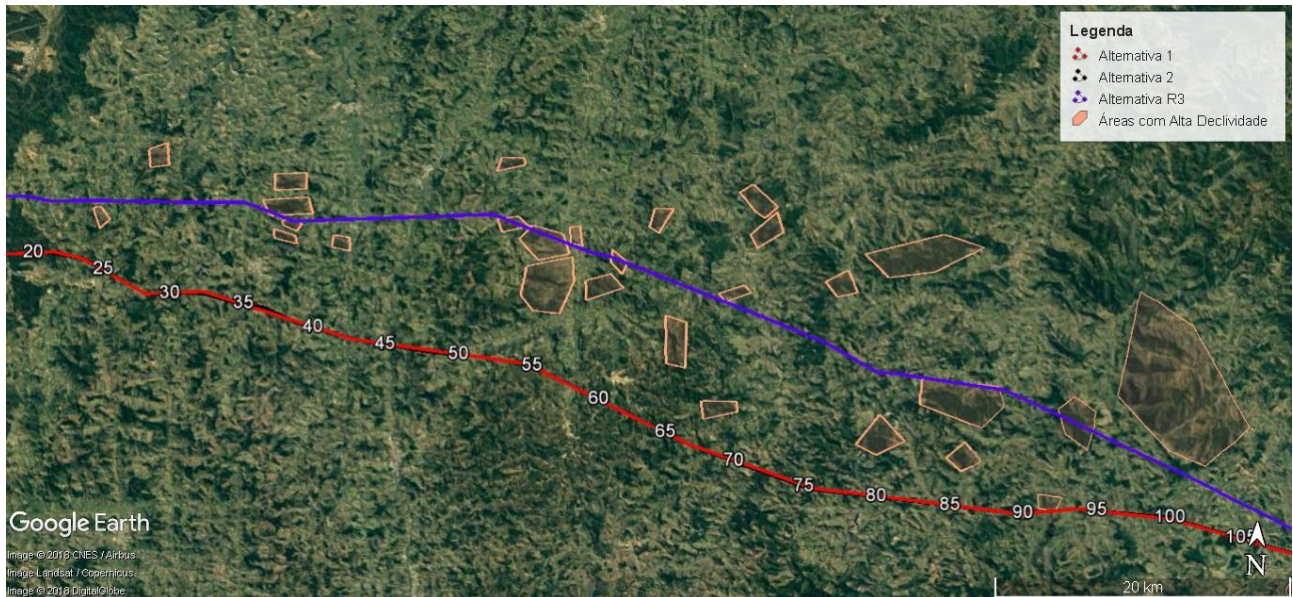 Legenda
Alternativa 1
Alternativa 2
Alternativa R3
Áreas com Alta Declividade
20
25
30
35
40
45
50
55
60
65
70
75
80
85
90
95
100
105
N
Google Earth
Image © 2018 CNES / Airbus
Image Landsat / Copernicus
Image © 2018 DigitalGlobe
20 km